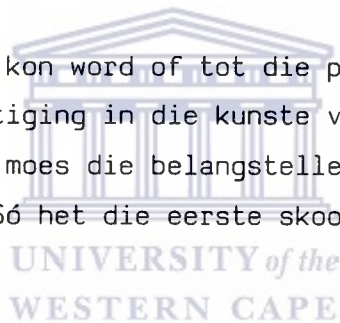 kon word of tot die p
tiging in die kunste v
moes die belangstelle
Só het die eerste skoo
UNIVERSITY of the
WESTERN CAPE